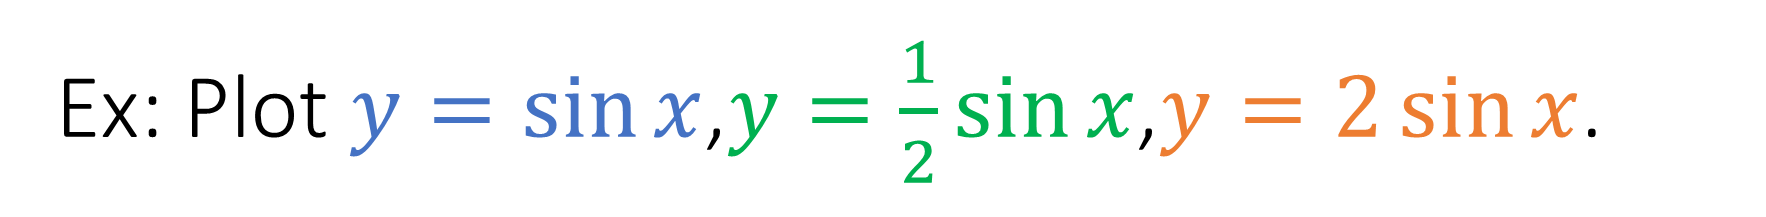 Ex: Plot y = sin x, y = 1/2 sin x, y = 2 sin x.